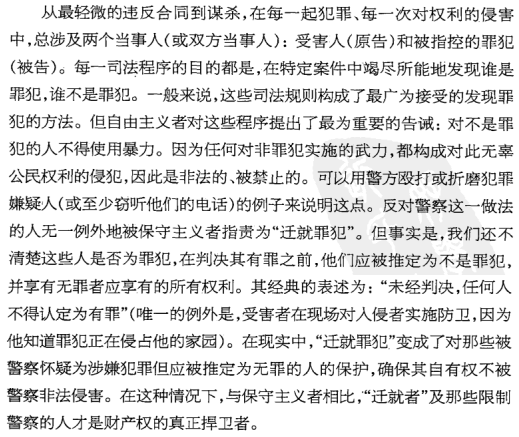 从最轻微的违反合同到谋杀,在每一起犯罪、每一次对权利的侵害
中,总涉及两个当事人(或双方当事人):受害人(原告)和被指控的罪犯
(被告)。每一司法程序的目的都是,在特定案件中竭尽所能地发现谁是
罪犯,谁不是罪犯。一般来说,这些司法规则构成了最广为接受的发现罪
犯的方法。但自由主义者对这些程序提出了最为重要的告诫:对不是罪
犯的人不得使用暴力。因为任何对非罪犯实施的武力,都构成对此无辜
公民权利的侵犯,因此是非法的、被禁止的。可以用警方殴打或折磨犯罪
嫌疑人(或至少窃听他们的电话)的例子来说明这点。反对警察这一做法
的人无一例外地被保守主义者指责为“迁就罪犯”。但事实是,我们还不
清楚这些人是否为罪犯,在判决其有罪之前,他们应被推定为不是罪犯,
并享有无罪者应享有的所有权利。其经典的表述为:“未经判决,任何人
不得认定为有罪”(唯一的例外是,受害者在现场对入侵者实施防卫,因为
他知道罪犯正在侵占他的家园)。在现实中,“迁就罪犯”变成了对那些被
警察怀疑为涉嫌犯罪但应被推定为无罪的人的保护,确保其自有权不被
警察非法侵害。在这种情况下,与保守主义者相比,“迁就者”及那些限制
警察的人才是财产权的真正捍卫者。